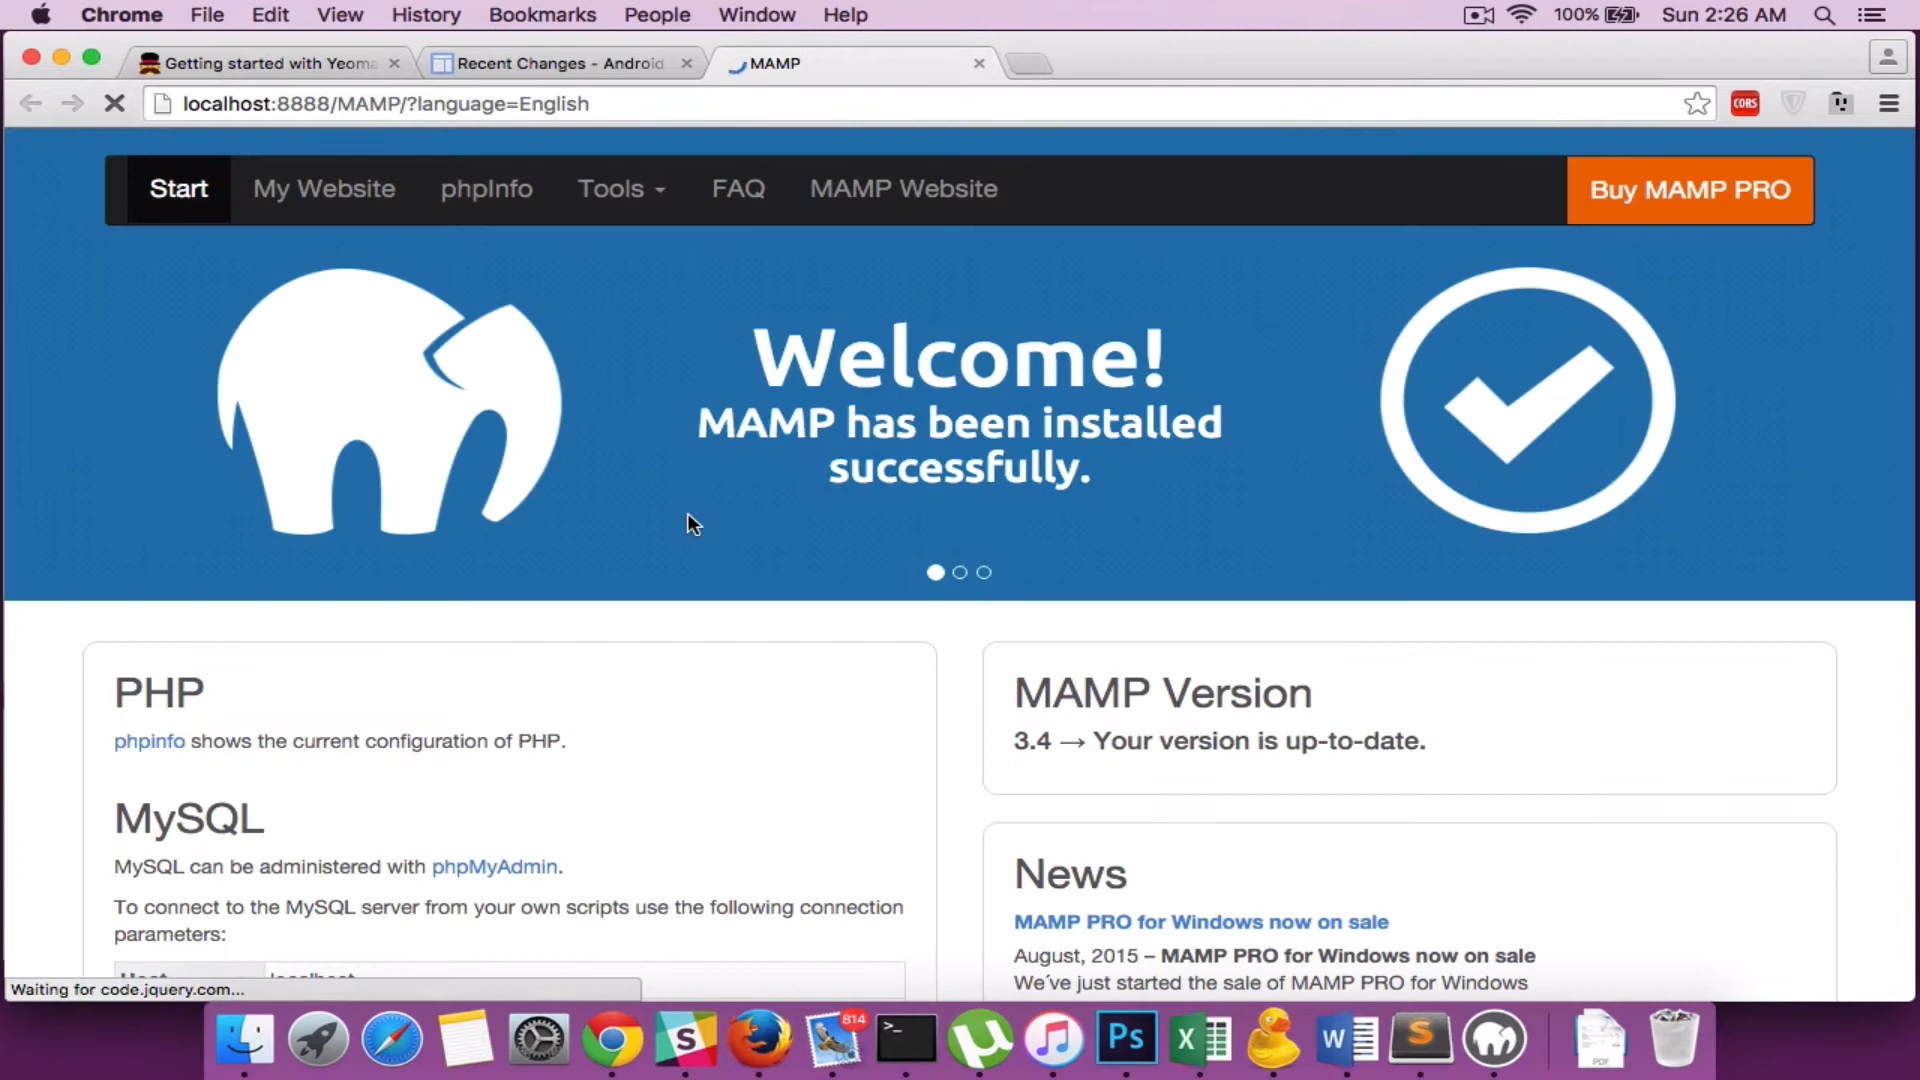 Chrome File Edit View History Bookmarks People Window Help 100% Sun 2:26 AM
Getting started with Yeoma Recent Changes - Android MAMP
localhost:8888/MAMP/?language=English CORS
Start My Website phpInfo Tools FAQ MAMP Website Buy MAMP PRO
Welcome!
MAMP has been installed
successfully.
PHP
phpinfo shows the current configuration of PHP.
MySQL
MySQL can be administered with phpMyAdmin.
To connect to the MySQL server from your own scripts use the following connection
parameters:
Host localhost
MAMP Version
3.4 → Your version is up-to-date.
News
MAMP PRO for Windows now on sale
August, 2015 – MAMP PRO for Windows now on sale
We´ve just started the sale of MAMP PRO for Windows
Waiting for code.jquery.com...
814
>_
S
µ
Ps
X
W
S
PDF